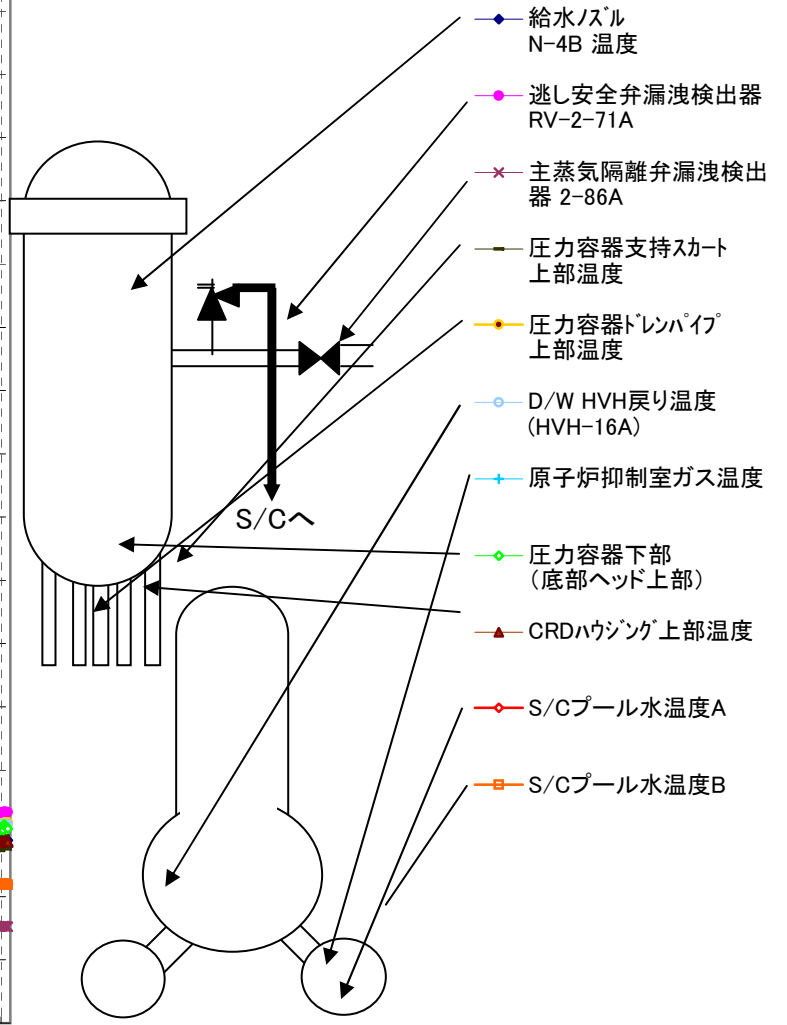 給水ﾉｽﾞﾙ
N-4B 温度
逃し安全弁漏洩検出器
RV-2-71A
主蒸気隔離弁漏洩検出
器 2-86A
圧力容器支持ｽｶｰﾄ
上部温度
圧力容器ﾄﾞﾚﾝﾊﾟｲﾌﾟ
上部温度
D/W HVH戻り温度
(HVH-16A)
原子炉抑制室ガス温度
S/Cへ
圧力容器下部
（底部ヘッド上部）
CRDﾊｳｼﾞﾝｸﾞ上部温度
S/Cプール水温度A
S/Cプール水温度B